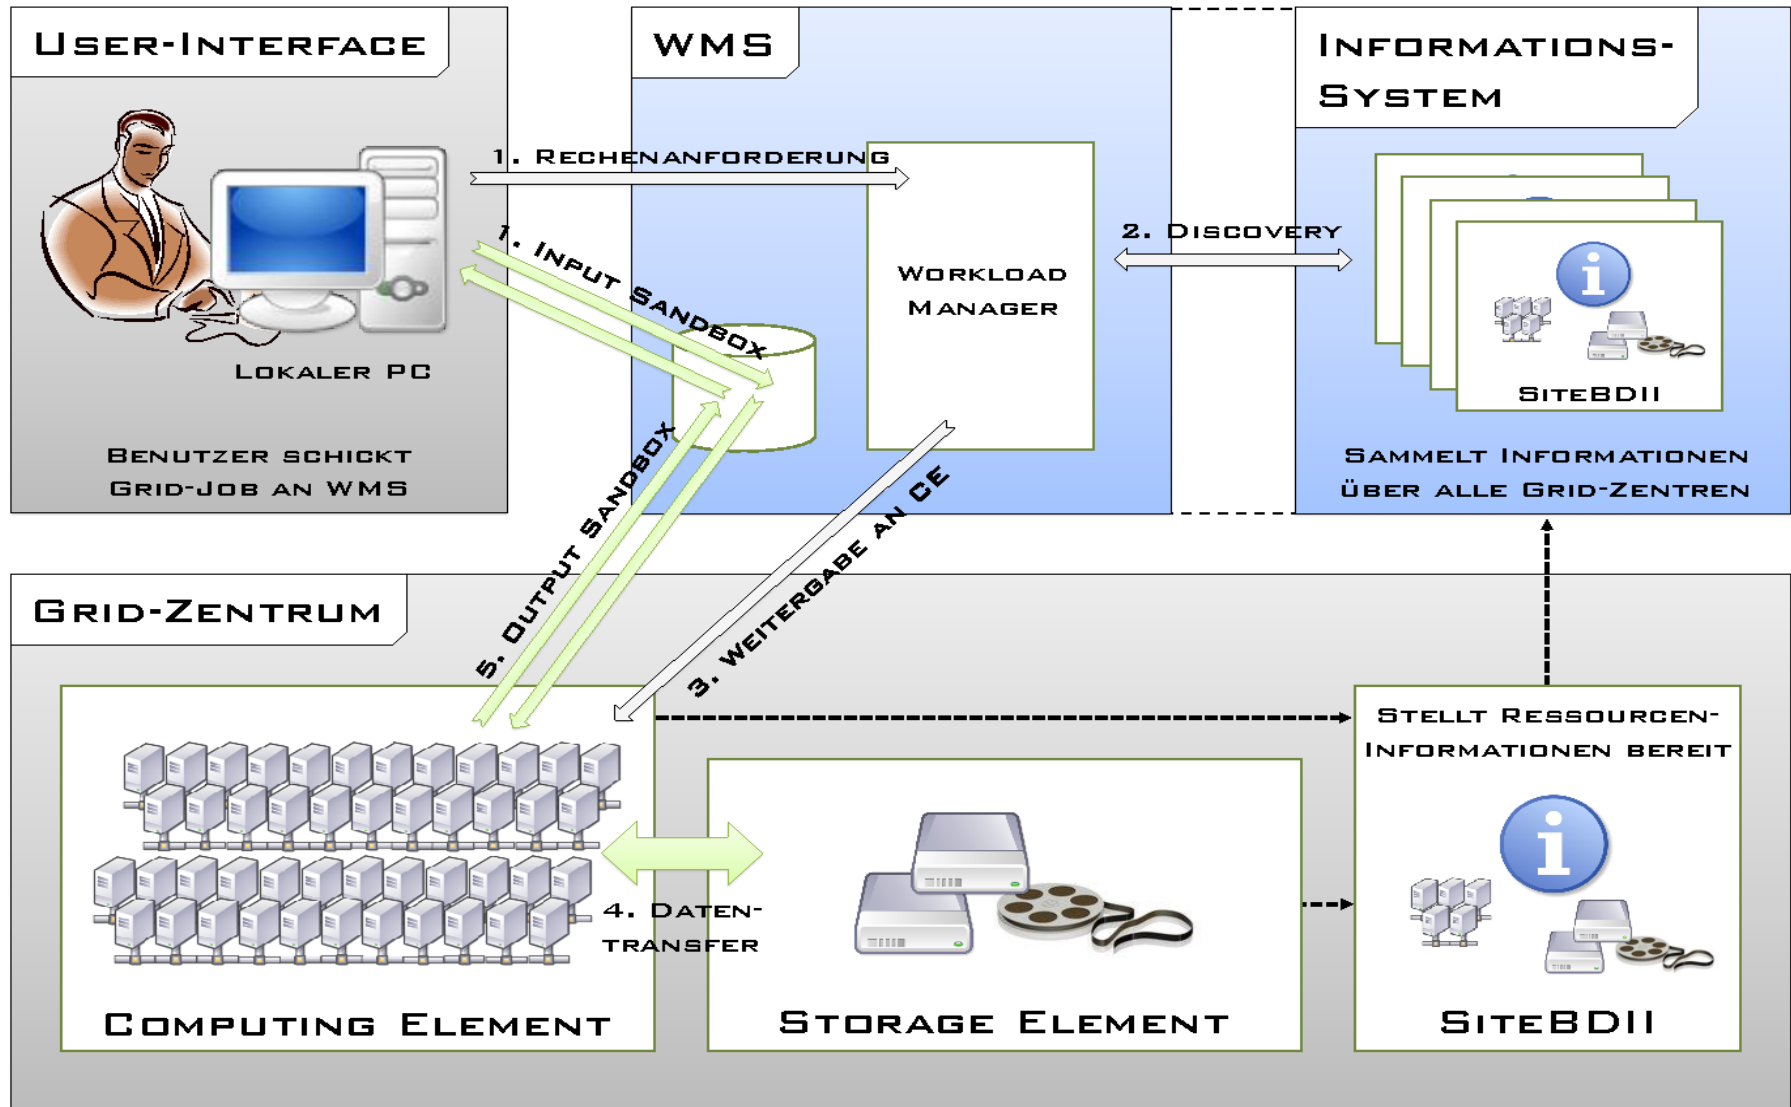 User-Interface
Lokaler PC
Benutzer schickt
Grid-Job an WMS
WMS
1. Rechenanforderung
1. Input Sandbox
Workload
Manager
2. Discovery
Informations-
System
SiteBDII
Sammelt Informationen
über alle Grid-Zentren
5. Output Sandbox
3. Weitergabe an CE
Grid-Zentrum
Computing Element
4. Daten-
transfer
Storage Element
Stellt Ressourcen-
Informationen bereit
SiteBDII